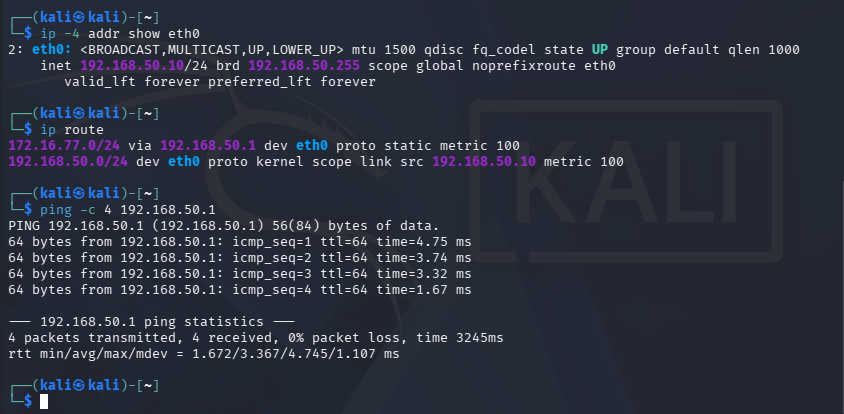 ┌──(kali㉿kali)-[~]
└─$ ip -4 addr show eth0
2: eth0: <BROADCAST,MULTICAST,UP,LOWER_UP> mtu 1500 qdisc fq_codel state UP group default qlen 1000
    inet 192.168.50.10/24 brd 192.168.50.255 scope global noprefixroute eth0
       valid_lft forever preferred_lft forever

┌──(kali㉿kali)-[~]
└─$ ip route
172.16.77.0/24 via 192.168.50.1 dev eth0 proto static metric 100
192.168.50.0/24 dev eth0 proto kernel scope link src 192.168.50.10 metric 100

┌──(kali㉿kali)-[~]
└─$ ping -c 4 192.168.50.1
PING 192.168.50.1 (192.168.50.1) 56(84) bytes of data.
64 bytes from 192.168.50.1: icmp_seq=1 ttl=64 time=4.75 ms
64 bytes from 192.168.50.1: icmp_seq=2 ttl=64 time=3.74 ms
64 bytes from 192.168.50.1: icmp_seq=3 ttl=64 time=3.32 ms
64 bytes from 192.168.50.1: icmp_seq=4 ttl=64 time=1.67 ms

--- 192.168.50.1 ping statistics ---
4 packets transmitted, 4 received, 0% packet loss, time 3245ms
rtt min/avg/max/mdev = 1.672/3.367/4.745/1.107 ms

┌──(kali㉿kali)-[~]
└─$
KALI